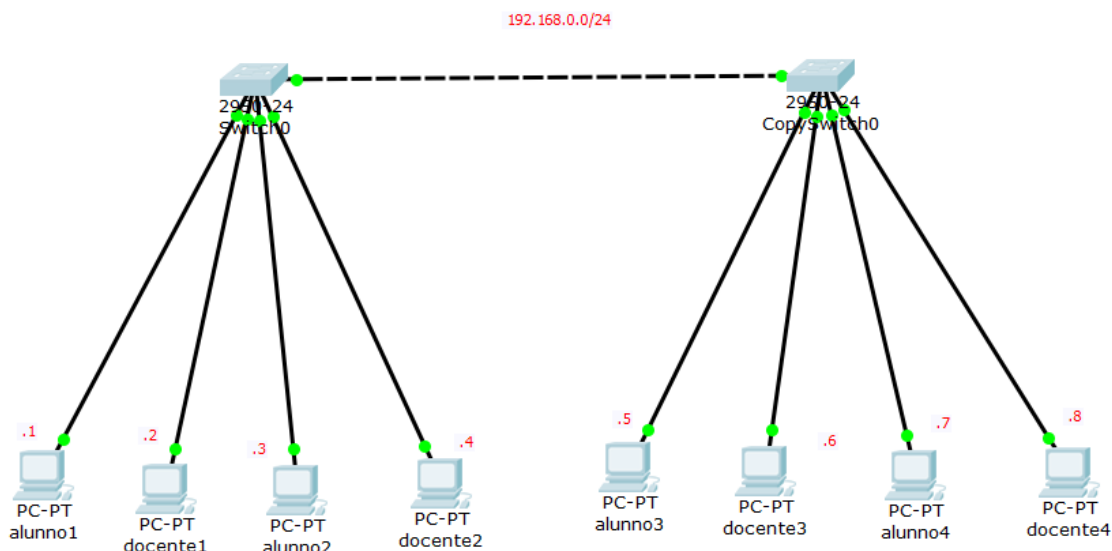 192.168.0.0/24
2950-24
Switch0
2950-24
CopySwitch0
.1
.2
.3
.4
.5
.6
.7
.8
PC-PT
alunno1
PC-PT
docente1
PC-PT
alunno2
PC-PT
docente2
PC-PT
alunno3
PC-PT
docente3
PC-PT
alunno4
PC-PT
docente4